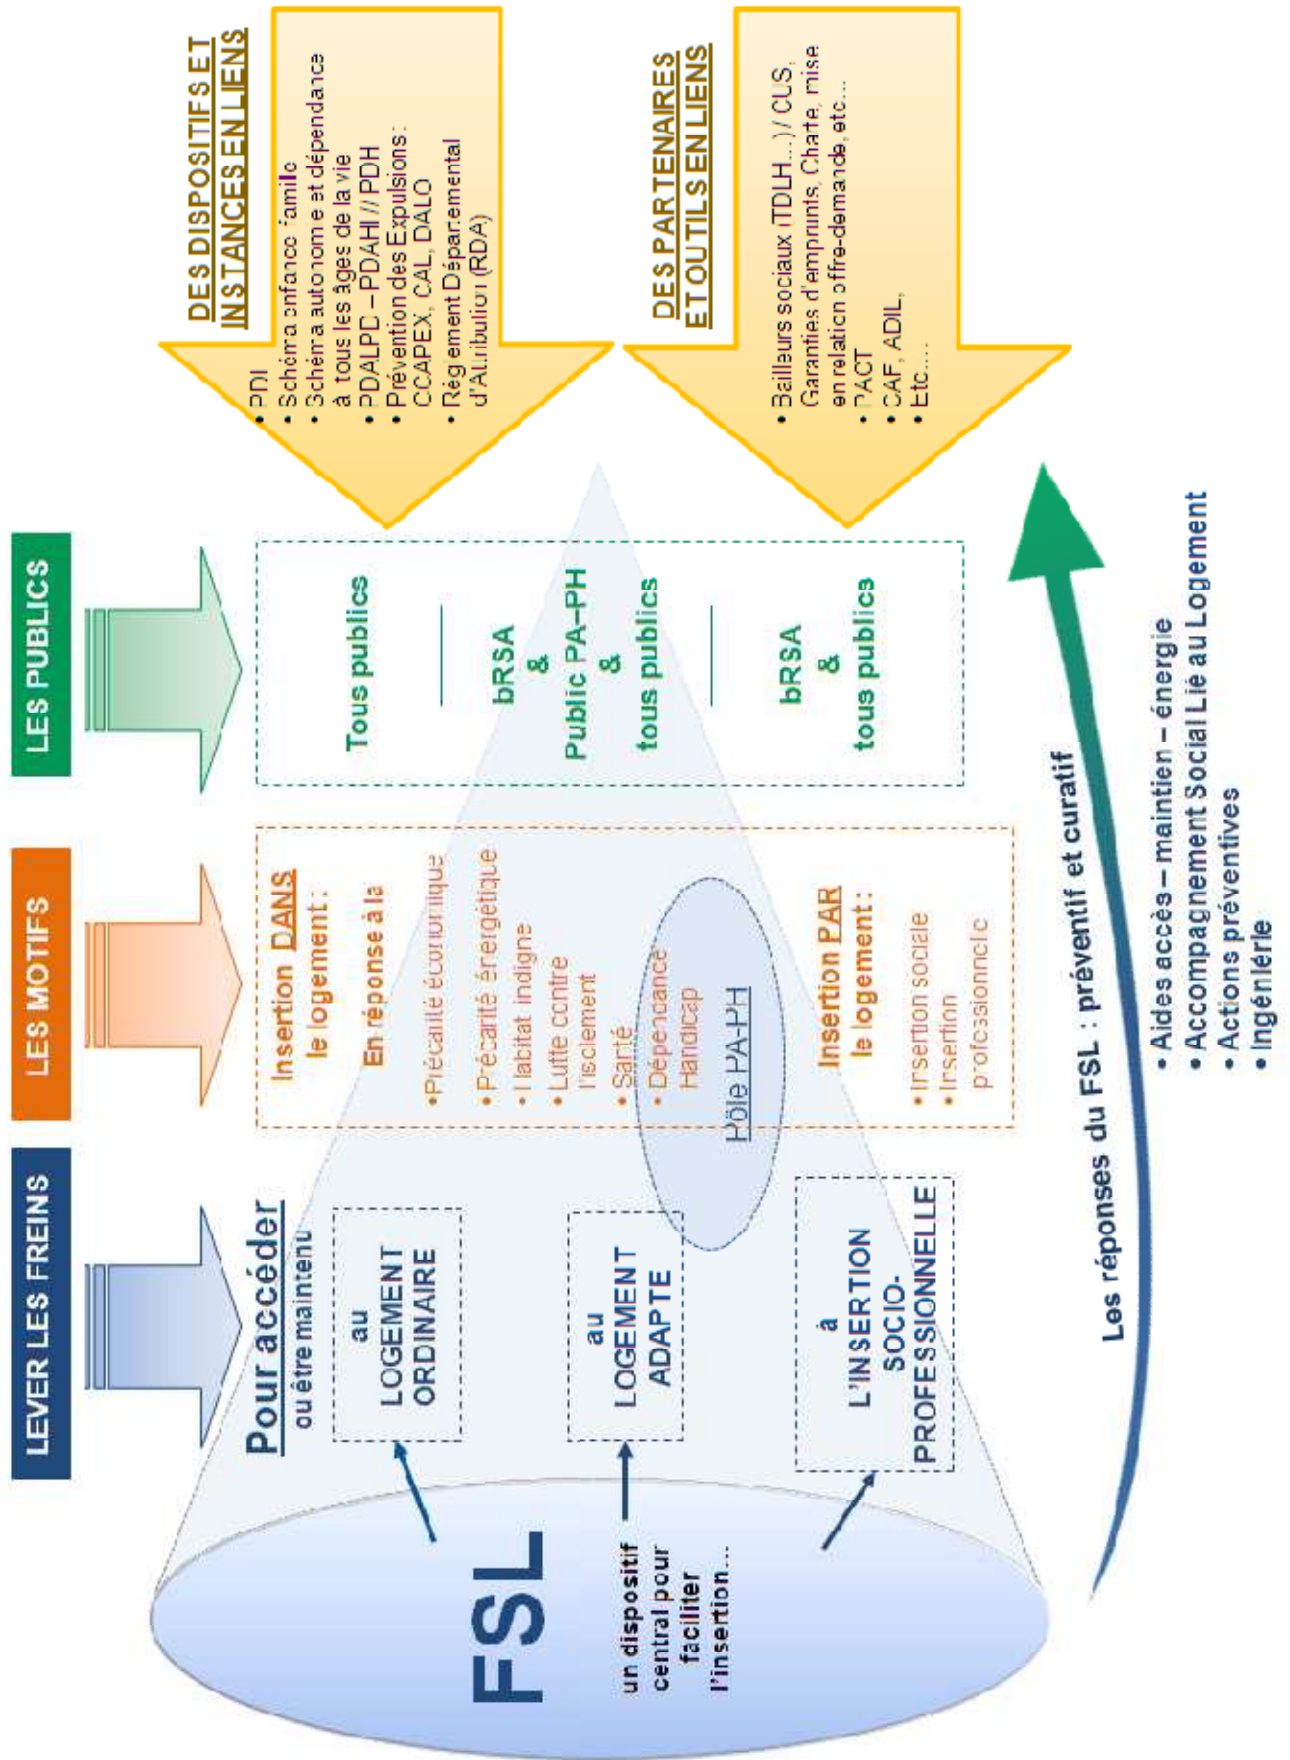 LEVER LES FREINS
LES MOTIFS
LES PUBLICS
FSL
un dispositif
central pour
faciliter
l'insertion...
Pour accéder
ou être maintenu
au
LOGEMENT
ORDINAIRE
au
LOGEMENT
ADAPTE
à
L'INSERTION
SOCIO-
PROFESSIONNELLE
Insertion DANS
le logement :
En réponse à la
• Précarité économique
• Précarité énergétique
• Habitat indigne
• Lutte contre
l'isolement
• Santé
• Dépendance
Handicap
Pôle PA-PH
Insertion PAR
le logement :
• Insertion sociale
• Insertion
professionnelle
Tous publics
bRSA
&
Public PA–PH
&
tous publics
bRSA
&
tous publics
DES DISPOSITIFS ET
INSTANCES EN LIENS
• PDI
• Schéma enfance famille
• Schéma autonomie et dépendance
à tous les âges de la vie
• PDALPD – PDAHI // PDH
• Prévention des Expulsions :
CCAPEX, CAL, DALO
• Règlement Départemental
d'Attribution (RDA)
DES PARTENAIRES
ET OUTILS EN LIENS
• Bailleurs sociaux (TDLH...) / CUS,
Garanties d'emprunts, Charte, mise
en relation offre-demande, etc...
• PACT
• CAF, ADIL,
• Etc....
Les réponses du FSL : préventif et curatif
• Aides accès – maintien – énergie
• Accompagnement Social Lié au Logement
• Actions préventives
• Ingéniérie